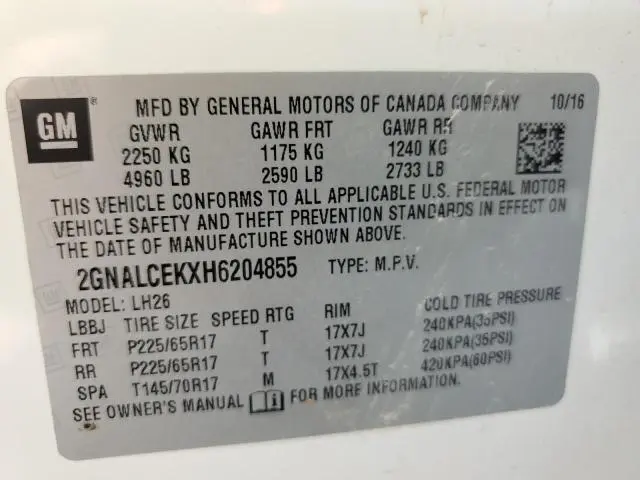 GM ® MFD BY GENERAL MOTORS OF CANADA COMPANY 10/16
GVWR GAWR FRT GAWR RR
2250 KG 1175 KG 1240 KG
4960 LB 2590 LB 2733 LB
THIS VEHICLE CONFORMS TO ALL APPLICABLE U.S. FEDERAL MOTOR
VEHICLE SAFETY AND THEFT PREVENTION STANDARDS IN EFFECT ON
THE DATE OF MANUFACTURE SHOWN ABOVE.
2GNALCEKXH6204855 TYPE: M.P.V.
MODEL: LH26
LBBJ TIRE SIZE SPEED RTG RIM COLD TIRE PRESSURE
FRT P225/65R17 T 17X7J 240KPA(35PSI)
RR P225/65R17 T 17X7J 240KPA(35PSI)
SPA T145/70R17 M 17X4.5T 420KPA(60PSI)
SEE OWNER'S MANUAL FOR MORE INFORMATION.